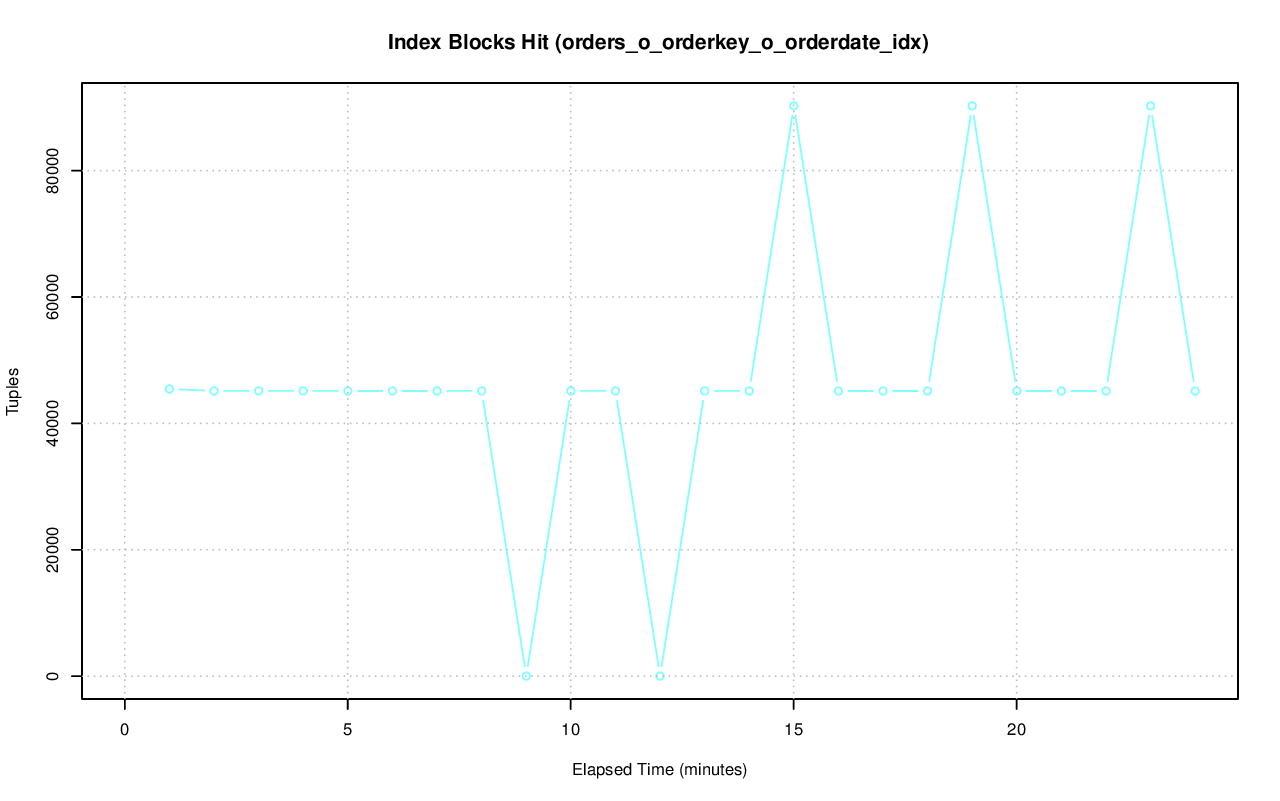 Index Blocks Hit (orders_o_orderkey_o_orderdate_idx)
Tuples
80000
60000
40000
20000
0
0 5 10 15 20
Elapsed Time (minutes)